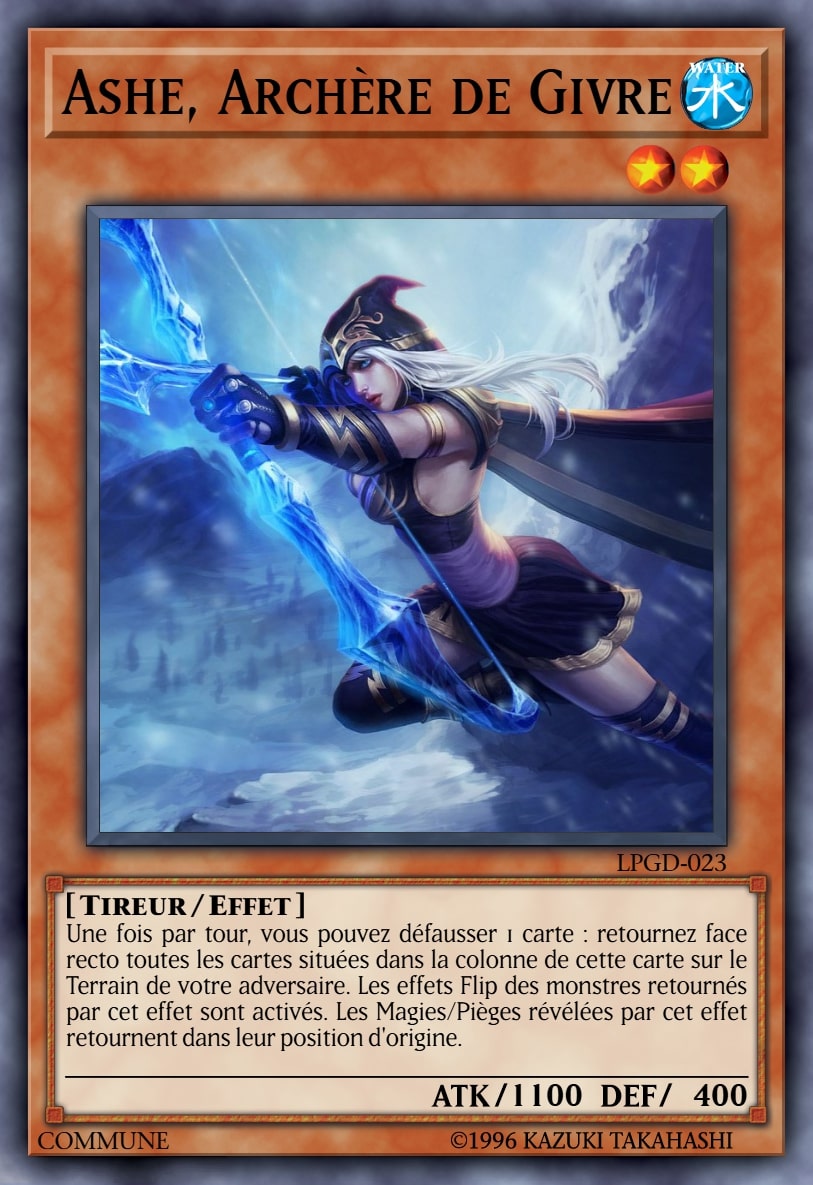 Ashe, Archère de Givre
WATER
水
LPGD-023
[Tireur/Effet]
Une fois par tour, vous pouvez défausser 1 carte : retournez face
recto toutes les cartes situées dans la colonne de cette carte sur le
Terrain de votre adversaire. Les effets Flip des monstres retournés
par cet effet sont activés. Les Magies/Pièges révélées par cet effet
retournent dans leur position d'origine.
ATK/1100 DEF/ 400
COMMUNE
©1996 KAZUKI TAKAHASHI